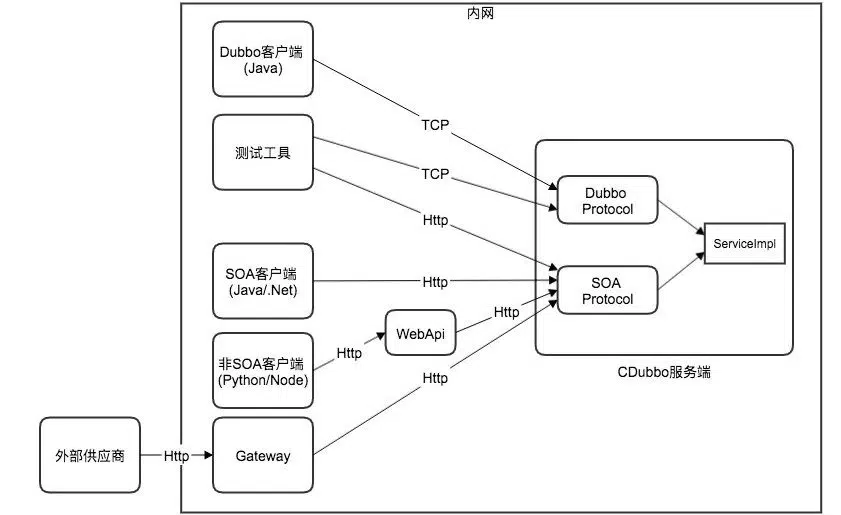 内网
Dubbo客户端
(Java)
TCP
测试工具
TCP
Http
Dubbo
Protocol
ServiceImpl
SOA客户端
(Java/.Net)
Http
SOA
Protocol
WebApi
Http
非SOA客户端
(Python/Node)
Http
Http
CDubbo服务端
外部供应商
Http
Gateway